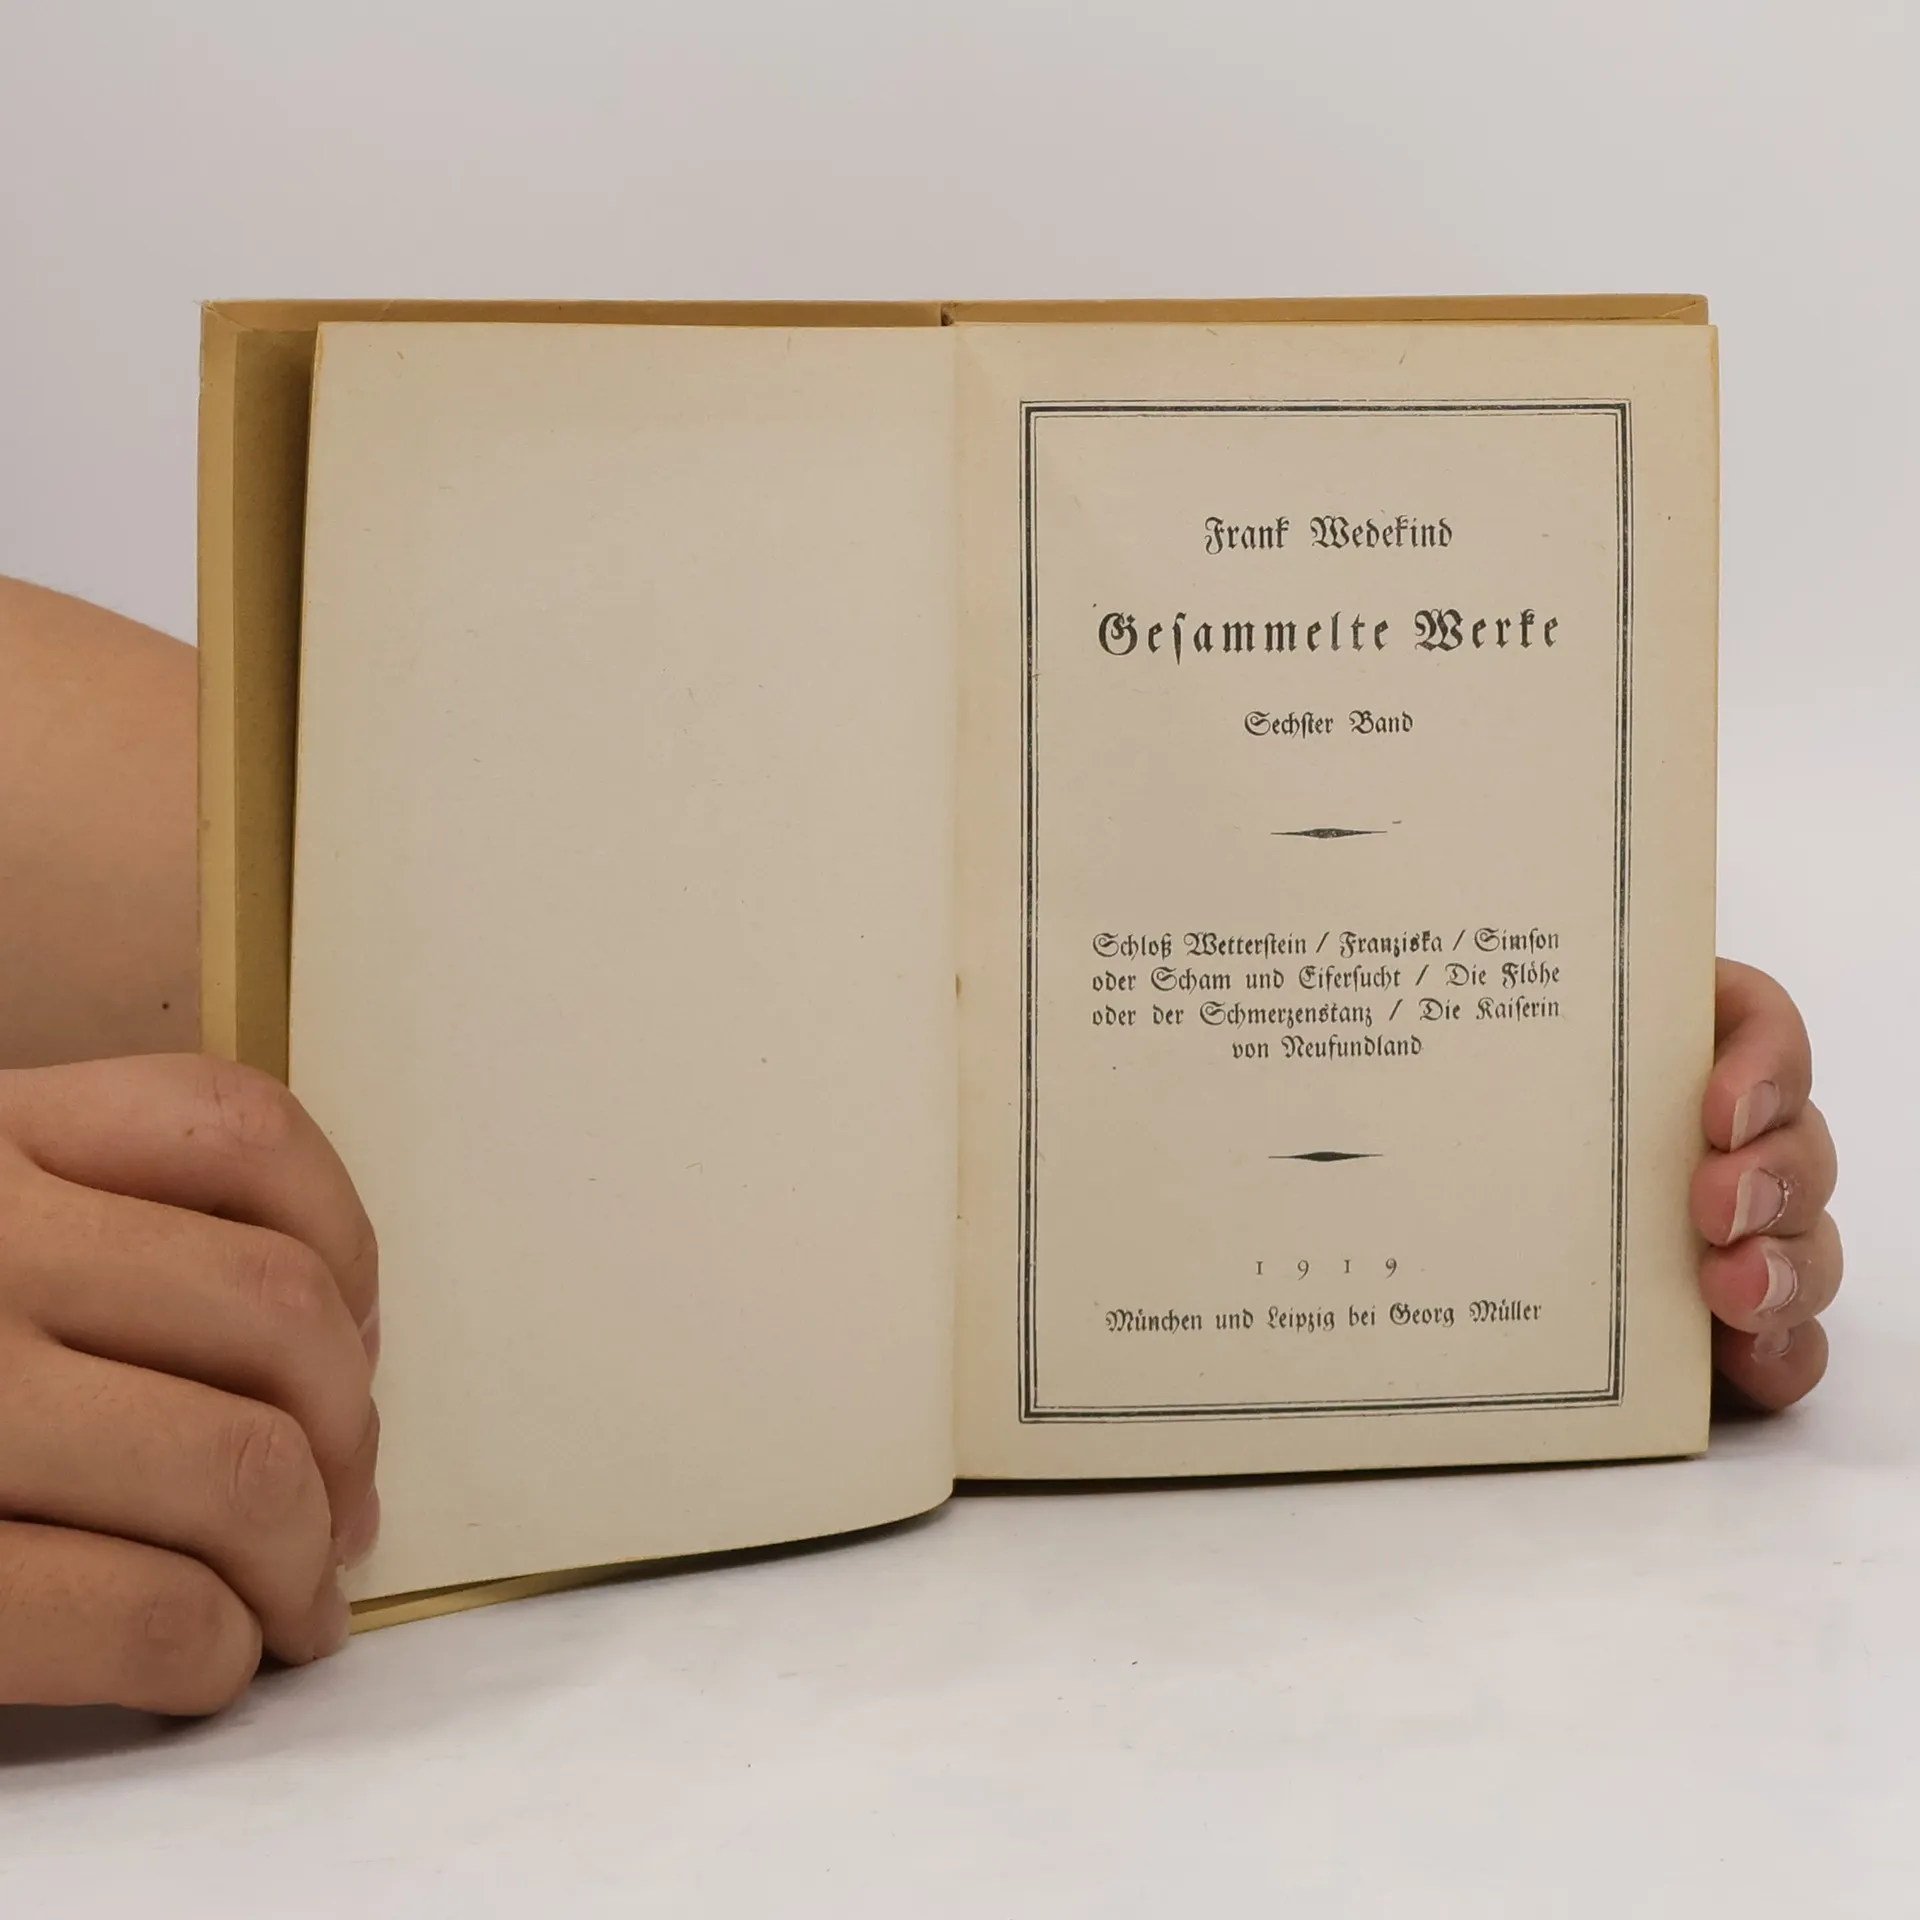 Frank Wedekind
Geſammelte Werke
Sechſter Band
Schloß Wetterſtein / Franziska / Simſon
oder Scham und Eiferſucht / Die Flöhe
oder der Schmerzenstanz / Die Kaiſerin
von Neufundland
1919
München und Leipzig bei Georg Müller